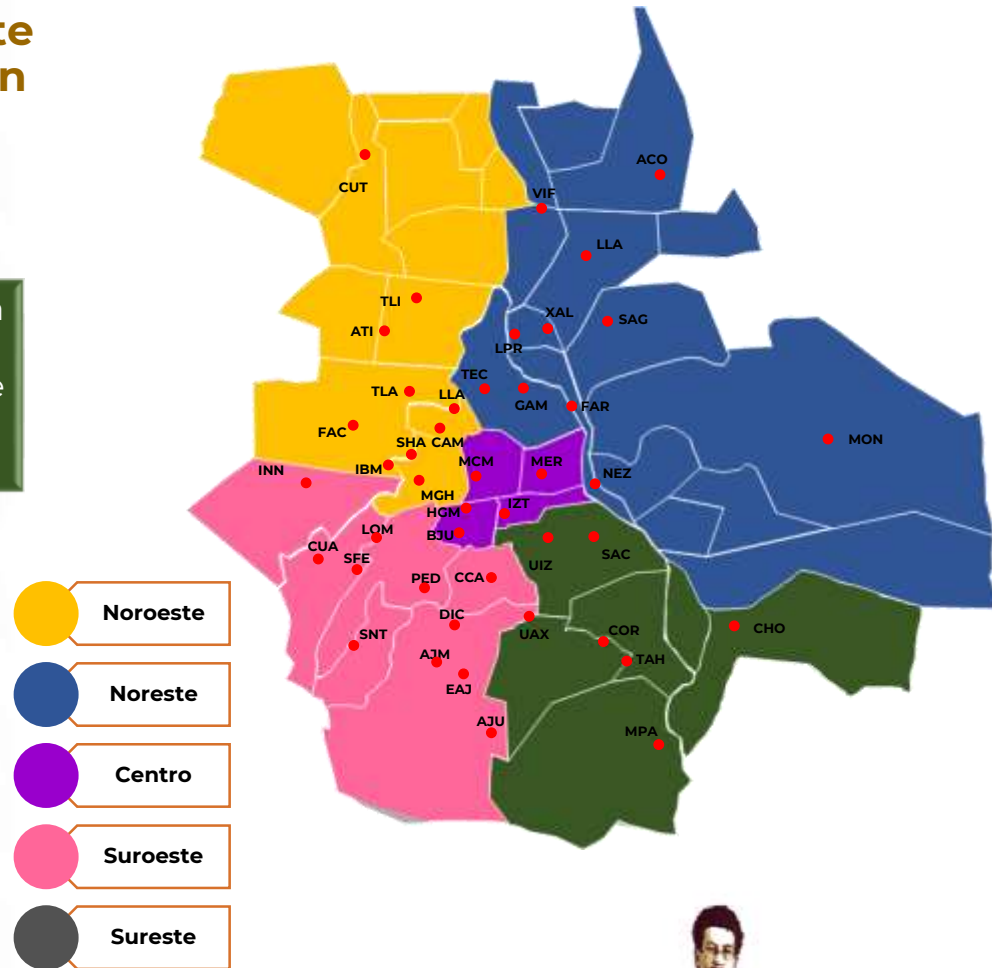 te
n
e
ACO
CUT
VIF
LLA
TLI
XAL
SAG
ATI
LPR
TEC
TLA
LLA
GAM
FAR
FAC
SHA
CAM
MON
INN
IBM
MCM
MER
NEZ
MGH
IZT
HGM
LOM
BJU
CUA
SFE
SAC
UIZ
PED
CCA
Noroeste
DIC
SNT
UAX
COR
CHO
AJM
TAH
EAJ
Noreste
AJU
MPA
Centro
Suroeste
Sureste